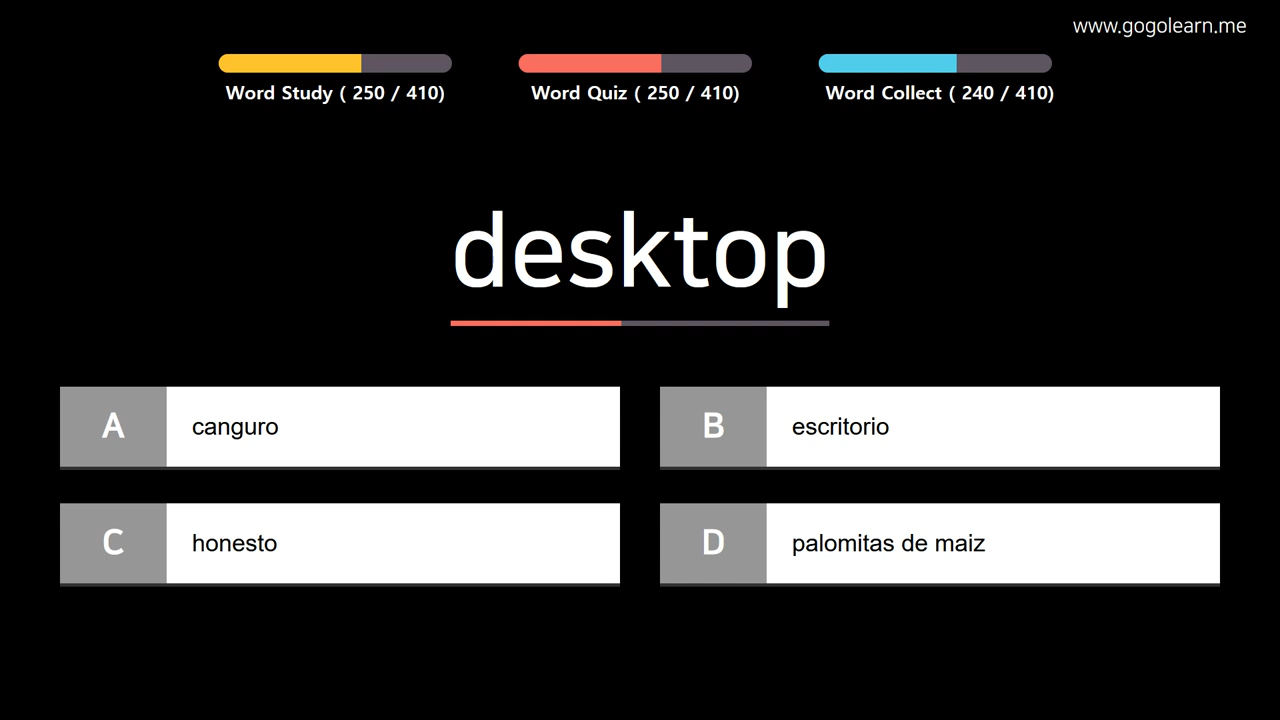 www.gogolearn.me
Word Study ( 250 / 410)
Word Quiz ( 250 / 410)
Word Collect ( 240 / 410)
desktop
A
canguro
B
escritorio
C
honesto
D
palomitas de maiz